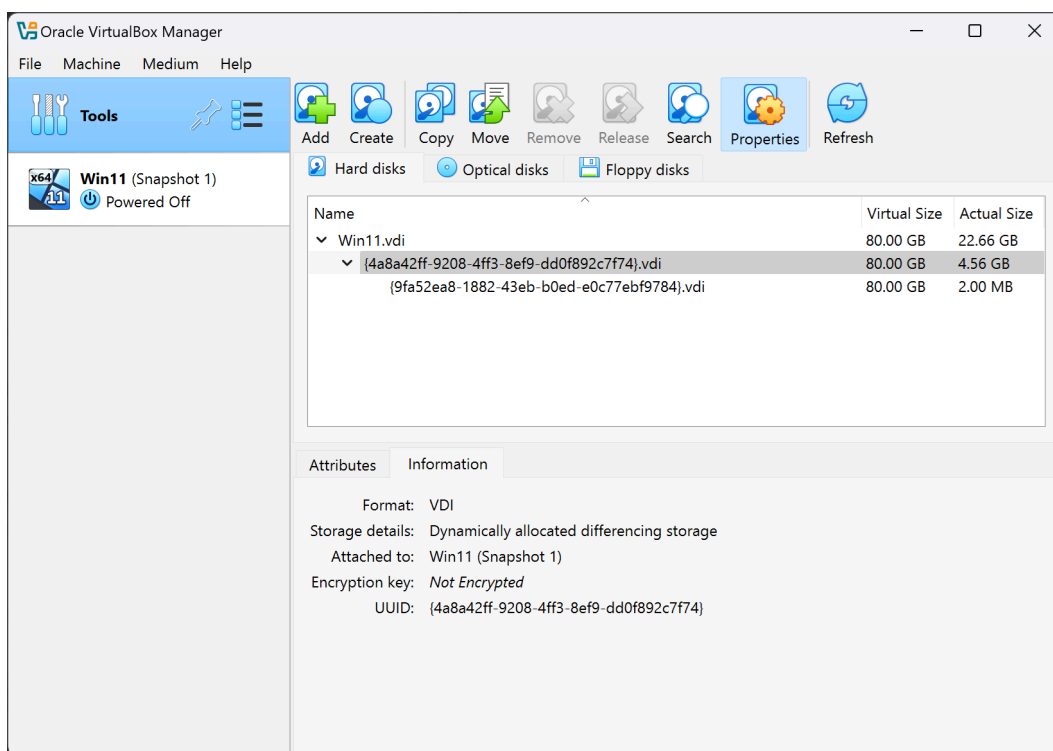 Oracle VirtualBox Manager
File Machine Medium Help
Tools
Add Create Copy Move Remove Release Search Properties Refresh
x64 11
Win11 (Snapshot 1)
Powered Off
Hard disks Optical disks Floppy disks
Name Virtual Size Actual Size
Win11.vdi 80.00 GB 22.66 GB
{4a8a42ff-9208-4ff3-8ef9-dd0f892c7f74}.vdi 80.00 GB 4.56 GB
{9fa52ea8-1882-43eb-b0ed-e0c77ebf9784}.vdi 80.00 GB 2.00 MB
Attributes Information
Format: VDI
Storage details: Dynamically allocated differencing storage
Attached to: Win11 (Snapshot 1)
Encryption key: Not Encrypted
UUID: {4a8a42ff-9208-4ff3-8ef9-dd0f892c7f74}